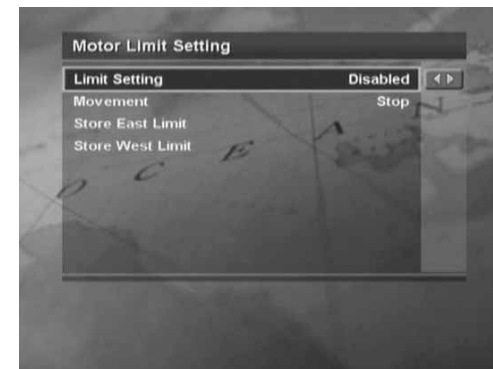 Motor Limit Setting
Limit Setting Disabled
Movement Stop
Store East Limit
Store West Limit
O C E A N